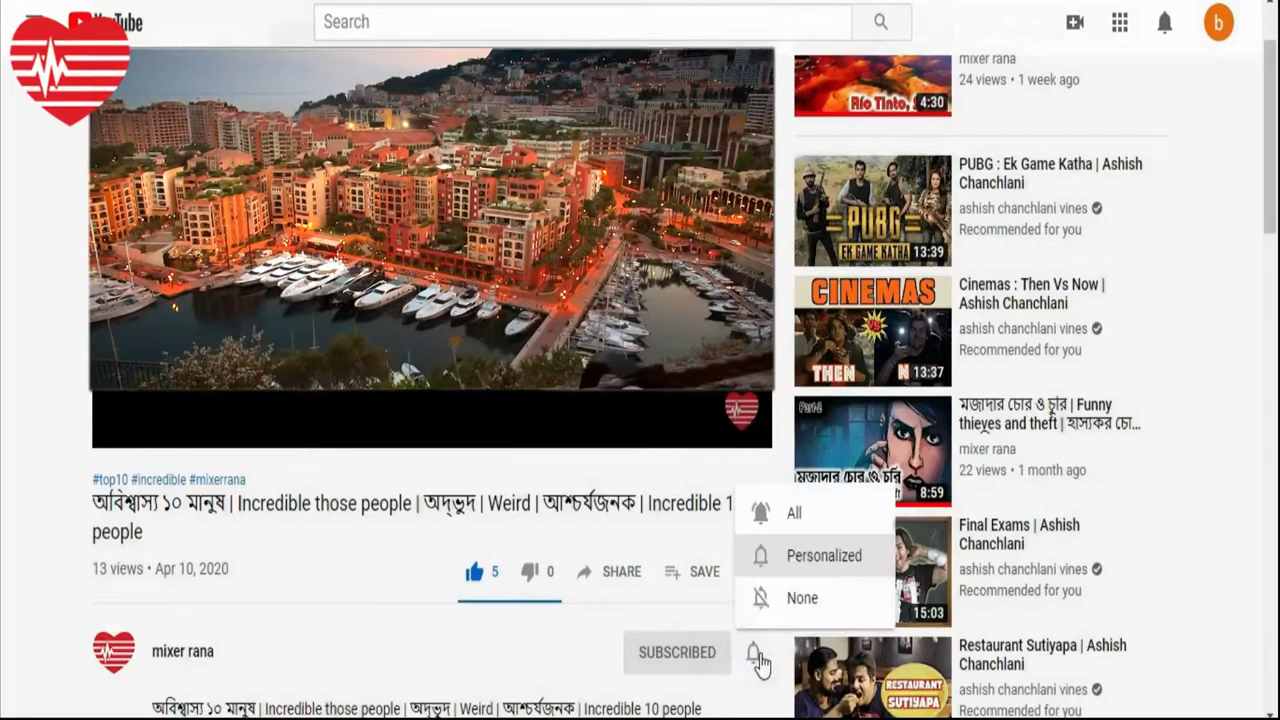 Search
b
mixer rana
24 views • 1 week ago
Río Tinto,
4:30
PUBG : Ek Game Katha | Ashish
Chanchlani
ashish chanchlani vines
Recommended for you
PUBG
EK GAME KATHA
13:39
Cinemas : Then Vs Now |
Ashish Chanchlani
ashish chanchlani vines
Recommended for you
CINEMAS
VS
THEN
N
13:37
মজাদার চোর ও চুরি | Funny
thieves and theft | হাস্যকর চো...
mixer rana
22 views • 1 month ago
Part-2
মজাদার চোর ও চুরি
8:59
#top10 #incredible #mixerrana
অবিশ্বাস্য ১০ মানুষ | Incredible those people | অদ্ভুদ | Weird | আশ্চর্যজনক | Incredible 1
people
13 views • Apr 10, 2020
5
0
SHARE
SAVE
All
Personalized
None
Final Exams | Ashish
Chanchlani
ashish chanchlani vines
Recommended for you
15:03
mixer rana
SUBSCRIBED
Restaurant Sutiyapa | Ashish
Chanchlani
ashish chanchlani vines
RESTAURANT
SUTIYAPA
অবিশ্বাস্য ১০ মানুষ | Incredible those people | অদ্ভুদ | Weird | আশ্চর্যজনক | Incredible 10 people